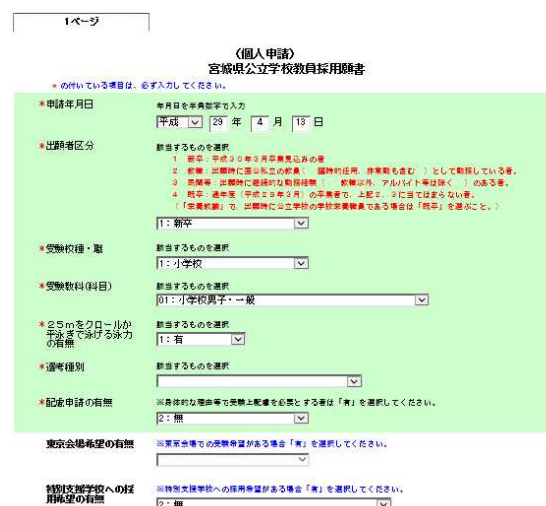 1ページ
(個人申請)
宮城県公立学校教員採用願書
* の付いている項目は、必ず入力してください。
*申請年月日
年月日を半角数字で入力
平成 29 年 4 月 13 日
*出願者区分
該当するものを選択
1 新卒:平成30年3月卒業見込みの者
2 教職:出願時に国公私立の教員( 臨時的任用、非常勤も含む )として勤務している者。
3 民間等:出願時に継続的な勤務経験( 教職以外、アルバイト等は除く )のある者。
4 既卒:過年度(平成29年3月)の卒業者で、上記2、3に当てはまらない者。
(「栄養教諭」で、出願時に公立学校の学校栄養職員である場合は「既卒」を選ぶこと。)
1:新卒
*受験校種・職
該当するものを選択
1:小学校
*受験教科(科目)
該当するものを選択
01:小学校男子・一般
*25mをクロールか
平泳ぎで泳げる泳力
の有無
該当するものを選択
1:有
*選考種別
該当するものを選択
*配慮申請の有無
※身体的な理由等で受験上配慮を必要とする者は「有」を選択してください。
2:無
東京会場希望の有無
※東京会場での受験希望がある場合「有」を選択してください。
特別支援学校への採
用希望の有無
※特別支援学校への採用希望がある場合「有」を選択してください。
2:無